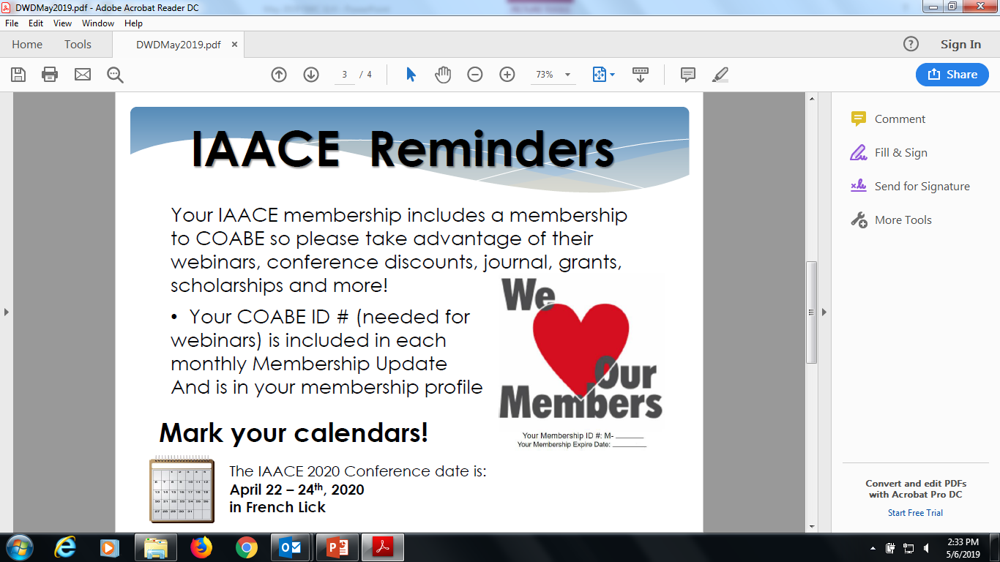 DWDMay2019.pdf - Adobe Acrobat Reader DC
File Edit View Window Help
Home Tools DWDMay2019.pdf × ? Sign In
3 / 4 73% Share
IAACE Reminders
Your IAACE membership includes a membership
to COABE so please take advantage of their
webinars, conference discounts, journal, grants,
scholarships and more!
• Your COABE ID # (needed for
webinars) is included in each
monthly Membership Update
And is in your membership profile
We
Our
Members
Your Membership ID #: M- _______
Your Membership Expire Date: _________
Mark your calendars!
The IAACE 2020 Conference date is:
April 22 – 24th, 2020
in French Lick
Comment
Fill & Sign
Send for Signature
More Tools
Convert and edit PDFs
with Acrobat Pro DC
Start Free Trial
2:33 PM
5/6/2019